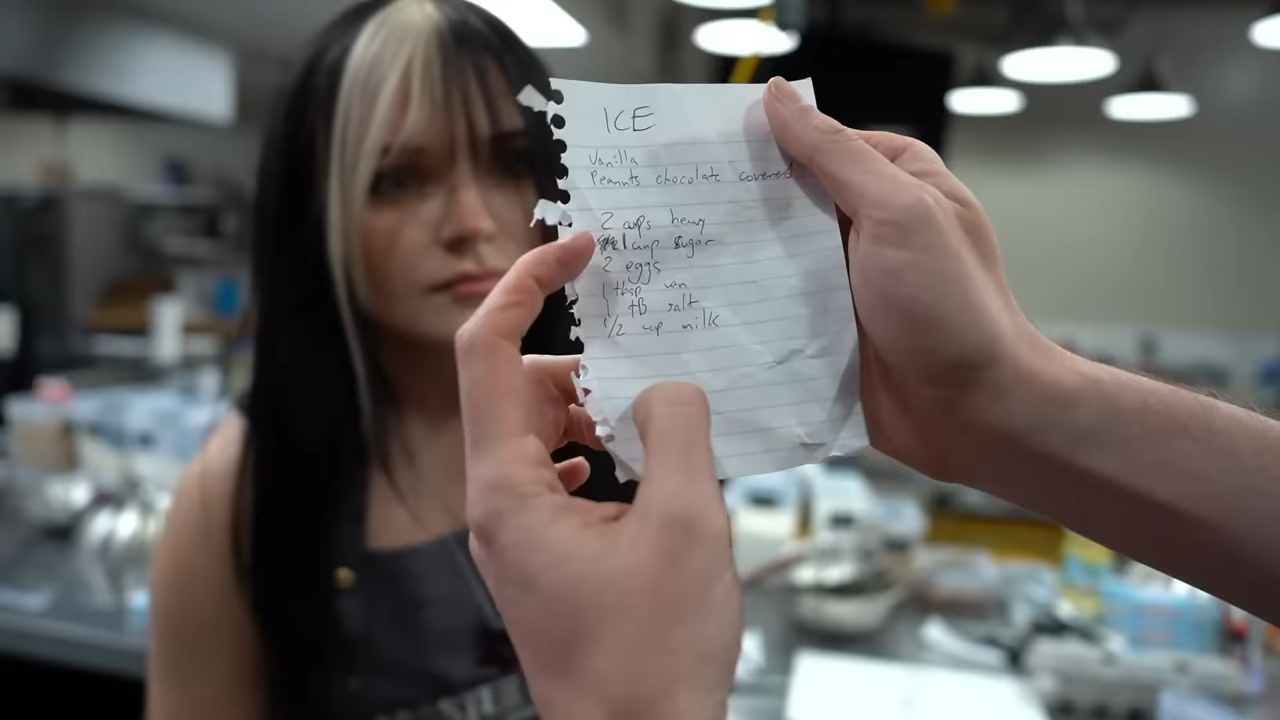 ICE
Vanilla
Peanuts chocolate covered
2 cups heavy
1 cup sugar
2 eggs
1 tbsp van
1 tB salt
1/2 cup milk